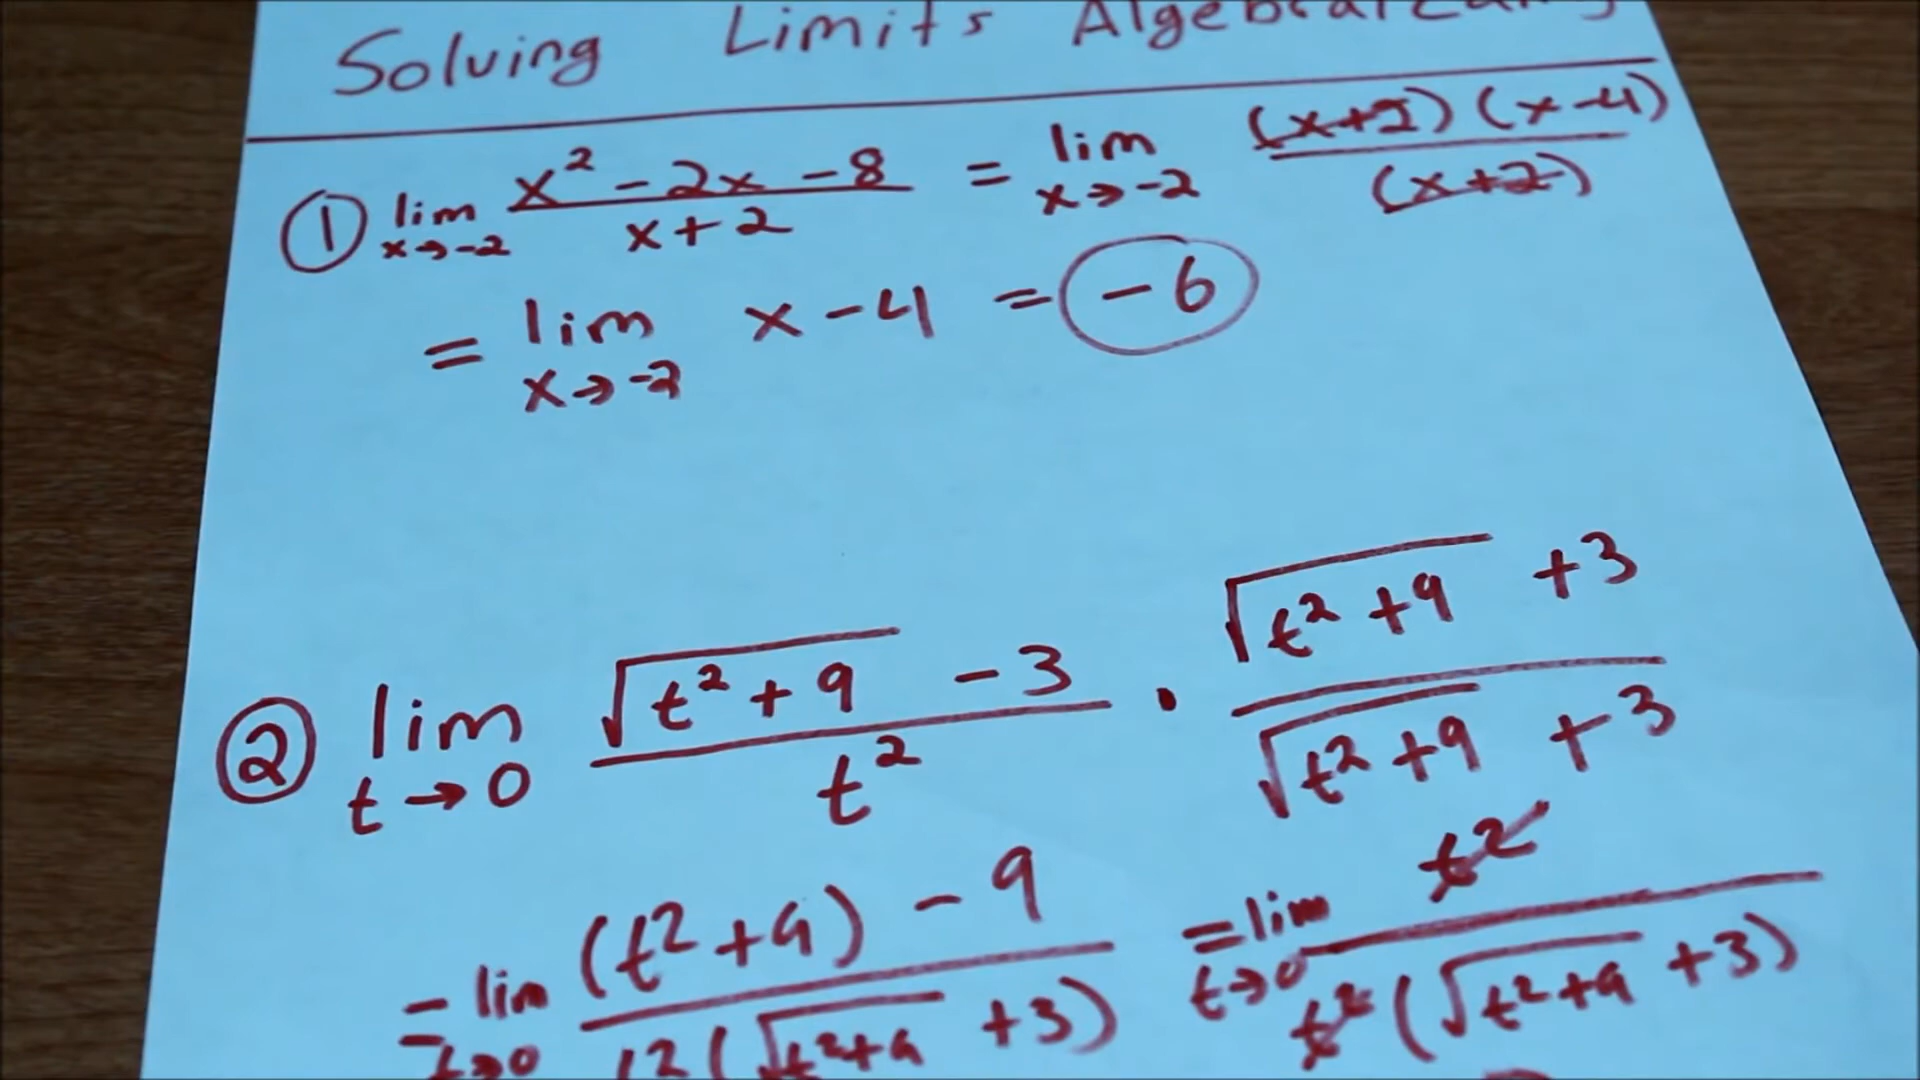 Solving Limits Algebraically
① lim x→-2 (x² - 2x - 8)/(x + 2) = lim x→-2 (x+2)(x-4)/(x+2)
= lim x→-2 x - 4 = -6
② lim t→0 (√(t² + 9) - 3)/t² · (√(t² + 9) + 3)/(√(t² + 9) + 3)
= lim t→0 ((t² + 9) - 9)/(t²(√(t² + 9) + 3)) = lim t→0 t²/(t²(√(t² + 9) + 3))